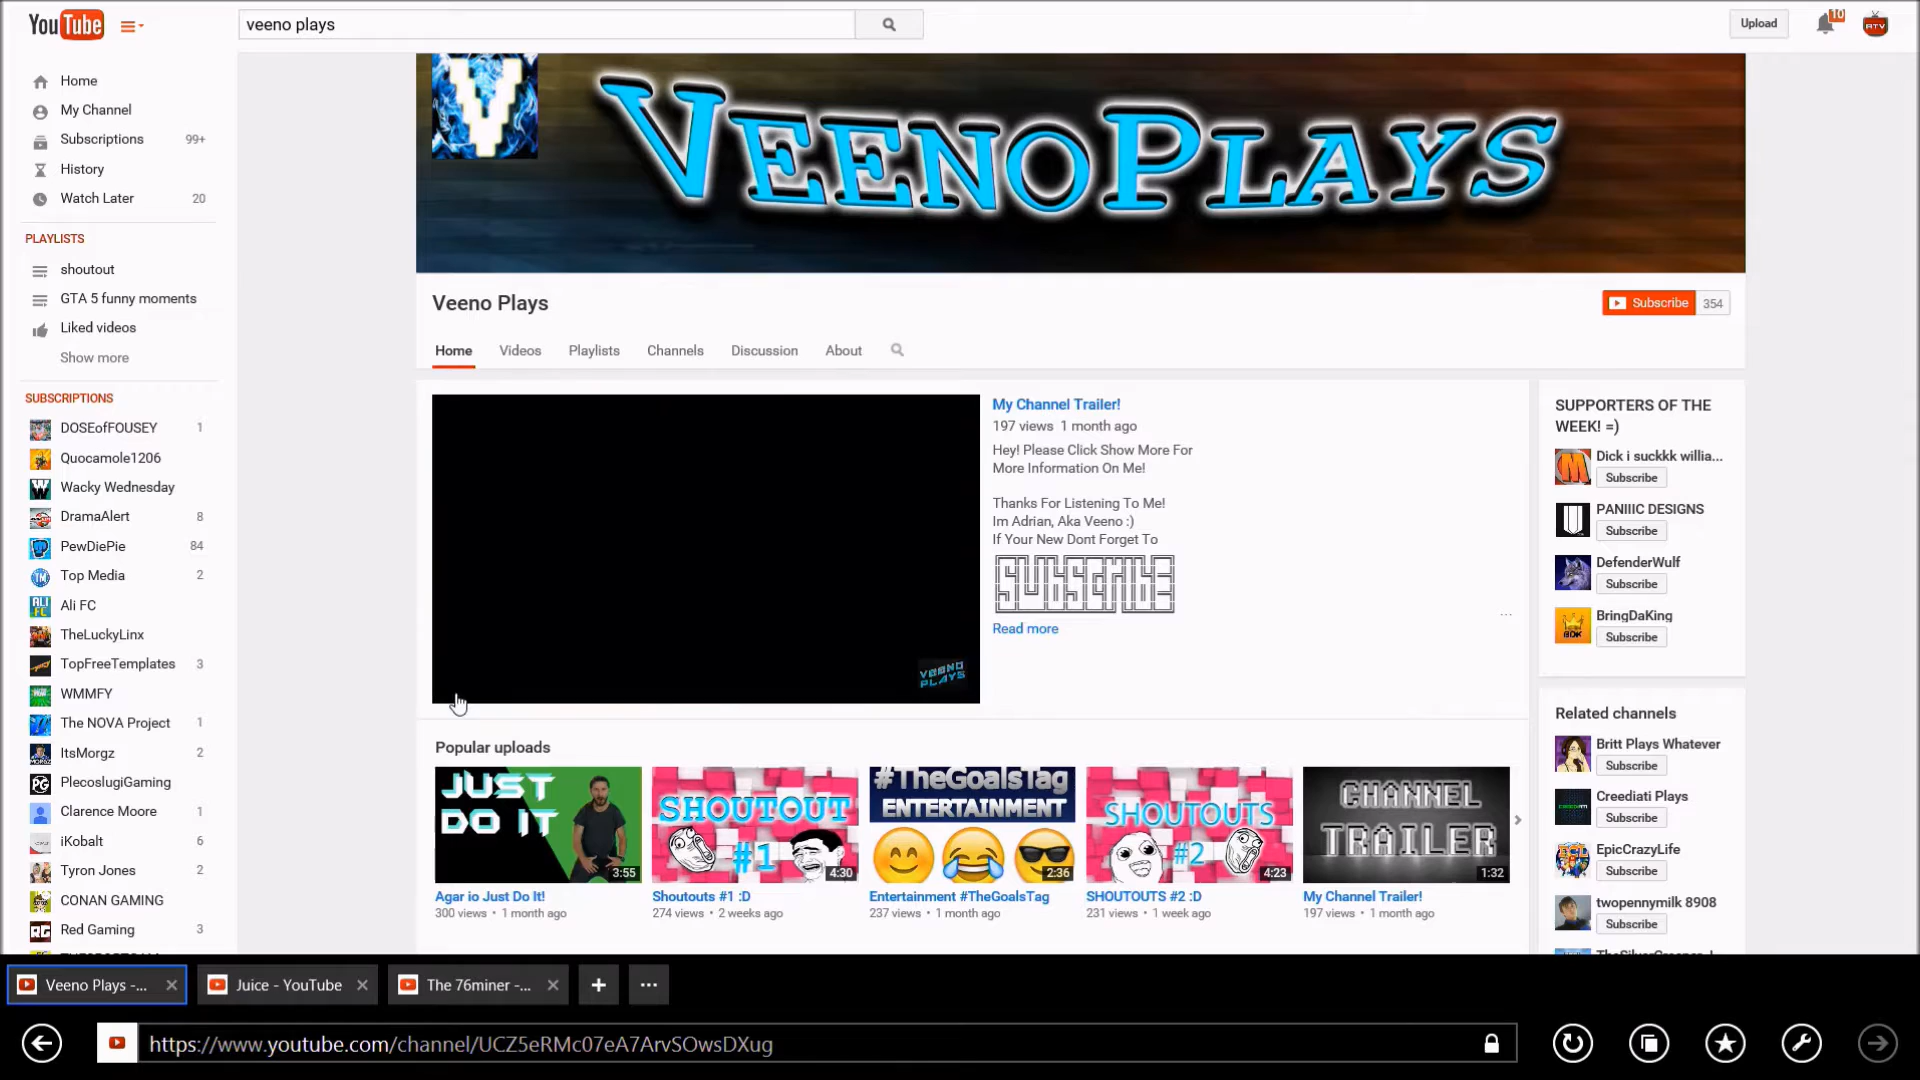 YouTube
veeno plays
Upload
10
RTV
Home
My Channel
Subscriptions 99+
History
Watch Later 20
PLAYLISTS
shoutout
GTA 5 funny moments
Liked videos
Show more
SUBSCRIPTIONS
DOSEofFOUSEY 1
Quocamole1206
Wacky Wednesday
DramaAlert 8
PewDiePie 84
Top Media 2
Ali FC
TheLuckyLinx
TopFreeTemplates 3
WMMFY
The NOVA Project 1
ItsMorgz 2
PlecoslugiGaming
Clarence Moore 1
iKobalt 6
Tyron Jones 2
CONAN GAMING
Red Gaming 3
V
VEENOPLAYS
Veeno Plays
Subscribe 354
Home Videos Playlists Channels Discussion About
VEENO
PLAYS
My Channel Trailer!
197 views 1 month ago
Hey! Please Click Show More For
More Information On Me!
Thanks For Listening To Me!
Im Adrian, Aka Veeno :)
If Your New Dont Forget To
SUBSCRIBE
...
Read more
Popular uploads
JUST
DO IT
3:55
Agar io Just Do It!
300 views • 1 month ago
SHOUTOUT
#1
4:30
Shoutouts #1 :D
274 views • 2 weeks ago
#TheGoalsTag
ENTERTAINMENT
2:36
Entertainment #TheGoalsTag
237 views • 1 month ago
SHOUTOUTS
#2
4:23
SHOUTOUTS #2 :D
231 views • 1 week ago
CHANNEL
TRAILER
1:32
My Channel Trailer!
197 views • 1 month ago
SUPPORTERS OF THE
WEEK! =)
Dick i suckkk willia...
Subscribe
PANIIIC DESIGNS
Subscribe
DefenderWulf
Subscribe
BringDaKing
Subscribe
Related channels
Britt Plays Whatever
Subscribe
Creediati Plays
Subscribe
EpicCrazyLife
Subscribe
twopennymilk 8908
Subscribe
Veeno Plays -...
Juice - YouTube
The 76miner -...
https://www.youtube.com/channel/UCZ5eRMc07eA7ArvSOwsDXug